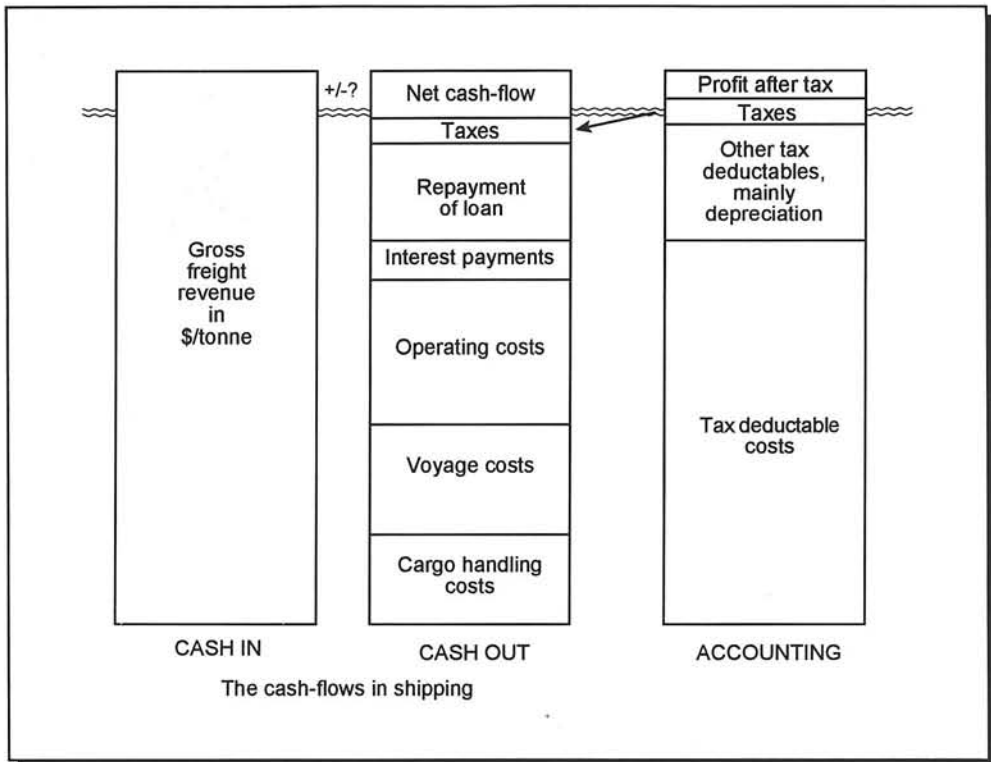 Gross
freight
revenue
in
$/tonne
CASH IN
+/-?
Net cash-flow
Taxes
Repayment
of loan
Interest payments
Operating costs
Voyage costs
Cargo handling
costs
CASH OUT
Profit after tax
Taxes
Other tax
deductables,
mainly
depreciation
Tax deductable
costs
ACCOUNTING
The cash-flows in shipping